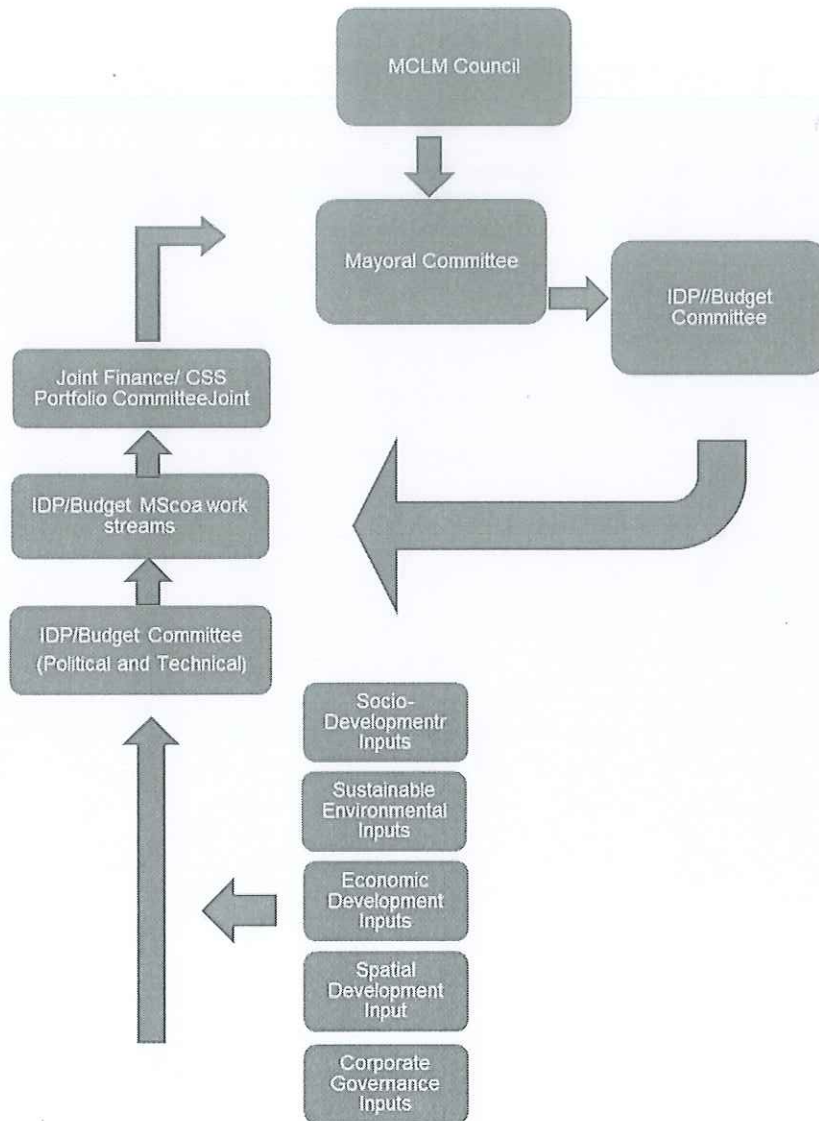 MCLM Council
Mayoral Committee
IDP//Budget
Committee
Joint Finance/ CSS
Portfolio CommitteeJoint
IDP/Budget MScoa work
streams
IDP/Budget Committee
(Political and Technical)
Socio-
Developmentr
Inputs
Sustainable
Environmental
Inputs
Economic
Development
Inputs
Spatial
Development
Input
Corporate
Governance
Inputs